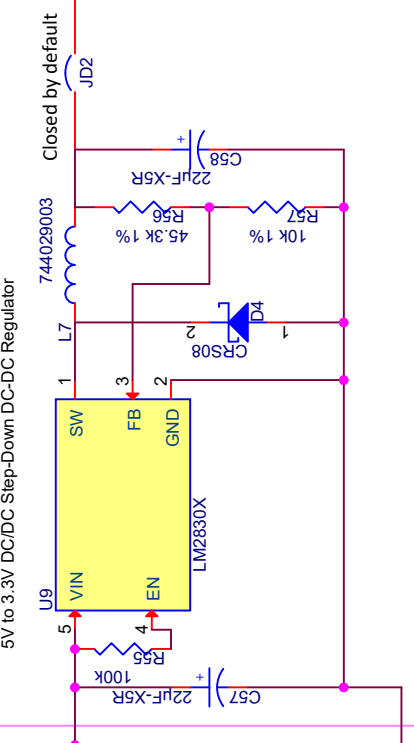 5V to 3.3V DC/DC Step-Down DC-DC Regulator
Closed by default
JD2
C58
22µF-X5R
R56
45.3k 1%
R57
10k 1%
744029003
L7
D4
CRS08
2
1
1
3
2
SW
FB
GND
U9
LM2830X
VIN
EN
5
4
R55
100k
C57
22µF-X5R
+
+